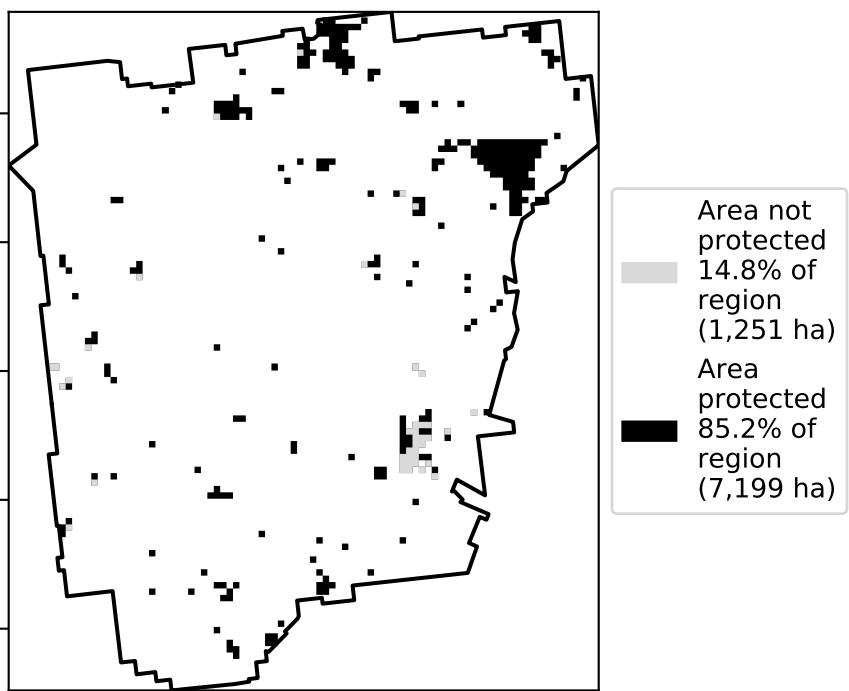 Area not
protected
14.8% of
region
(1,251 ha)
Area
protected
85.2% of
region
(7,199 ha)